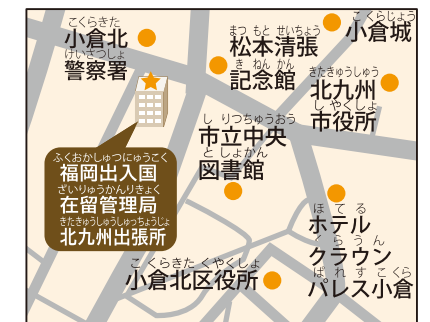 こくらきた
小倉北
けいさつしょ
警察署
まつ もと せいちょう
松本清張
き ねん かん
記念館
こくらじょう
小倉城
きたきゅうしゅう
北九州
し やくしょ
市役所
し りつちゅうおう
市立中央
と しょかん
図書館
ふくおかしゅつにゅうこく
福岡出入国
ざいりゅうかんりきょく
在留管理局
きたきゅうしゅうしゅっちょうじょ
北九州出張所
ほ て る
ホテル
く ら う ん
クラウン
ぱ れ す こ くら
パレス小倉
こ くらきた くやくしょ
小倉北区役所